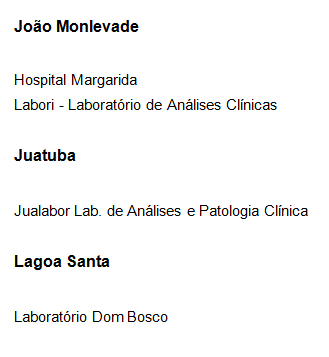 João Monlevade
Hospital Margarida
Labori - Laboratório de Análises Clínicas
Juatuba
Jualabor Lab. de Análises e Patologia Clínica
Lagoa Santa
Laboratório Dom Bosco